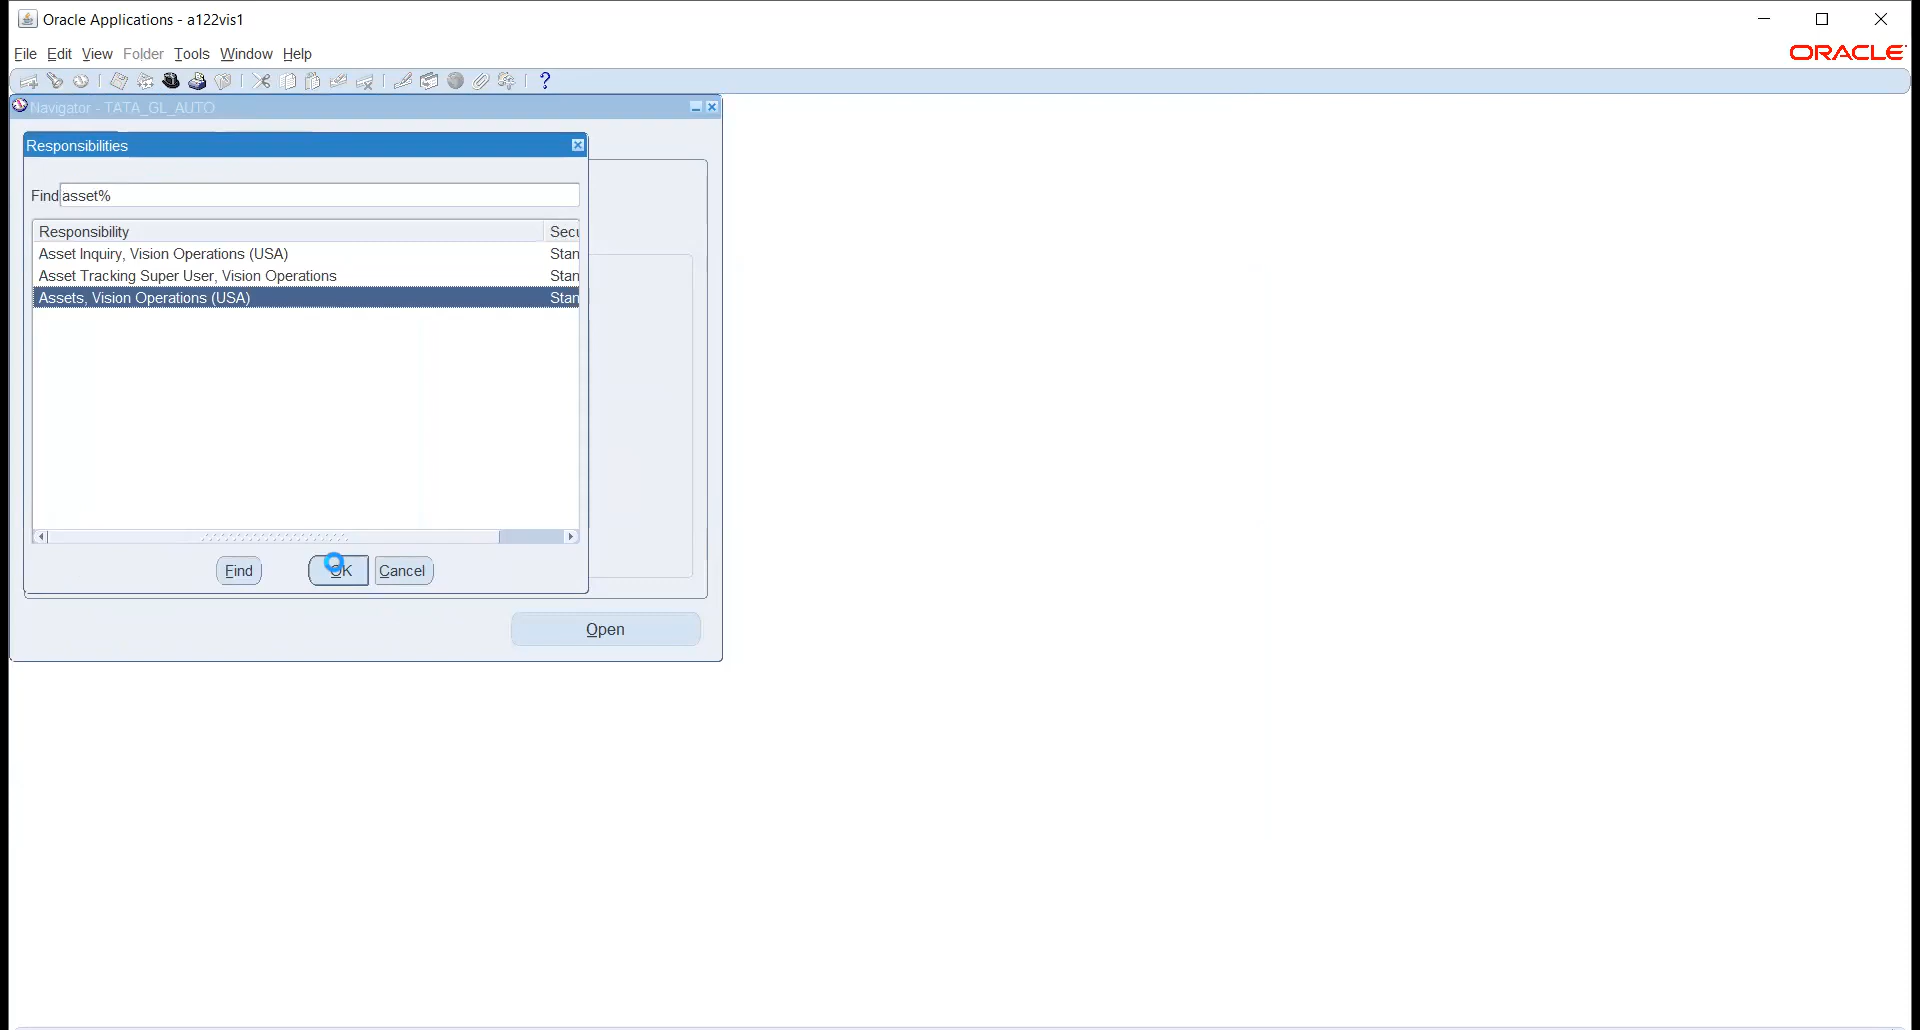 Oracle Applications - a122vis1
File Edit View Folder Tools Window Help
ORACLE
?
Navigator - TATA_GL_AUTO
Responsibilities
Find asset%
Responsibility Secu
Asset Inquiry, Vision Operations (USA) Stan
Asset Tracking Super User, Vision Operations Stan
Assets, Vision Operations (USA) Stan
Find OK Cancel
Open